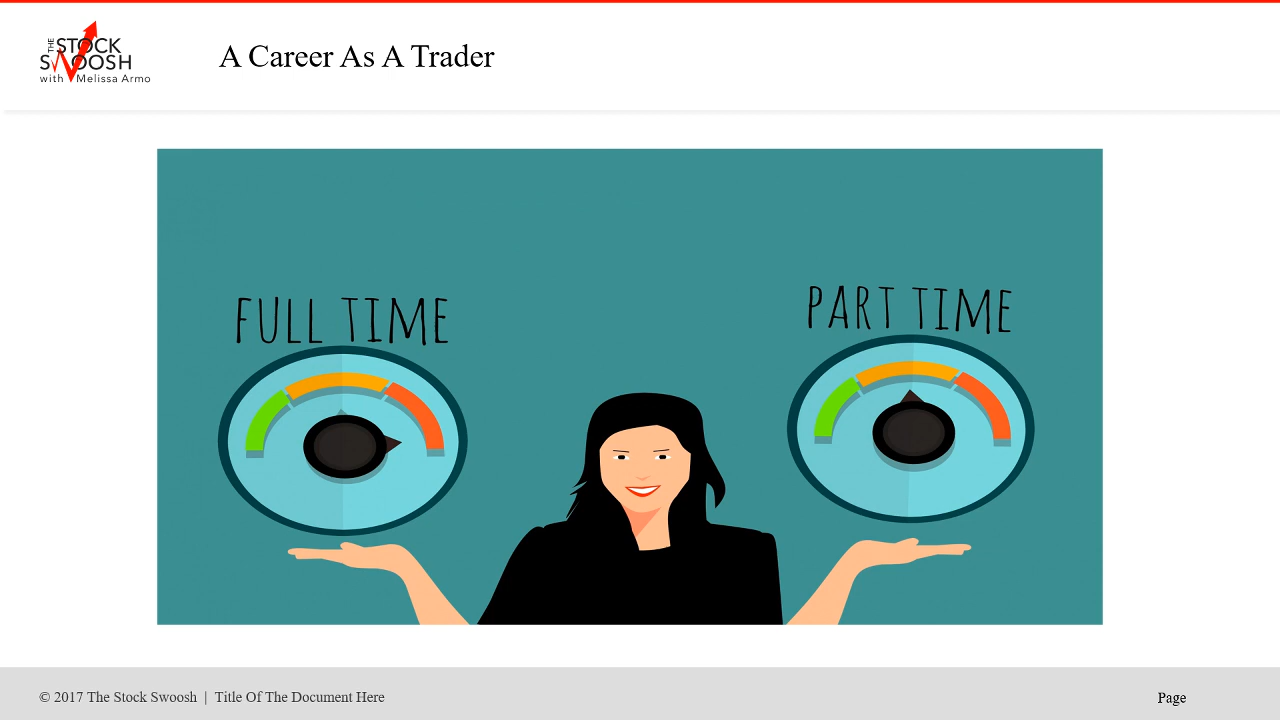 THE STOCK
SWOOSH
with Melissa Armo
A Career As A Trader
FULL TIME
PART TIME
© 2017 The Stock Swoosh | Title Of The Document Here
Page